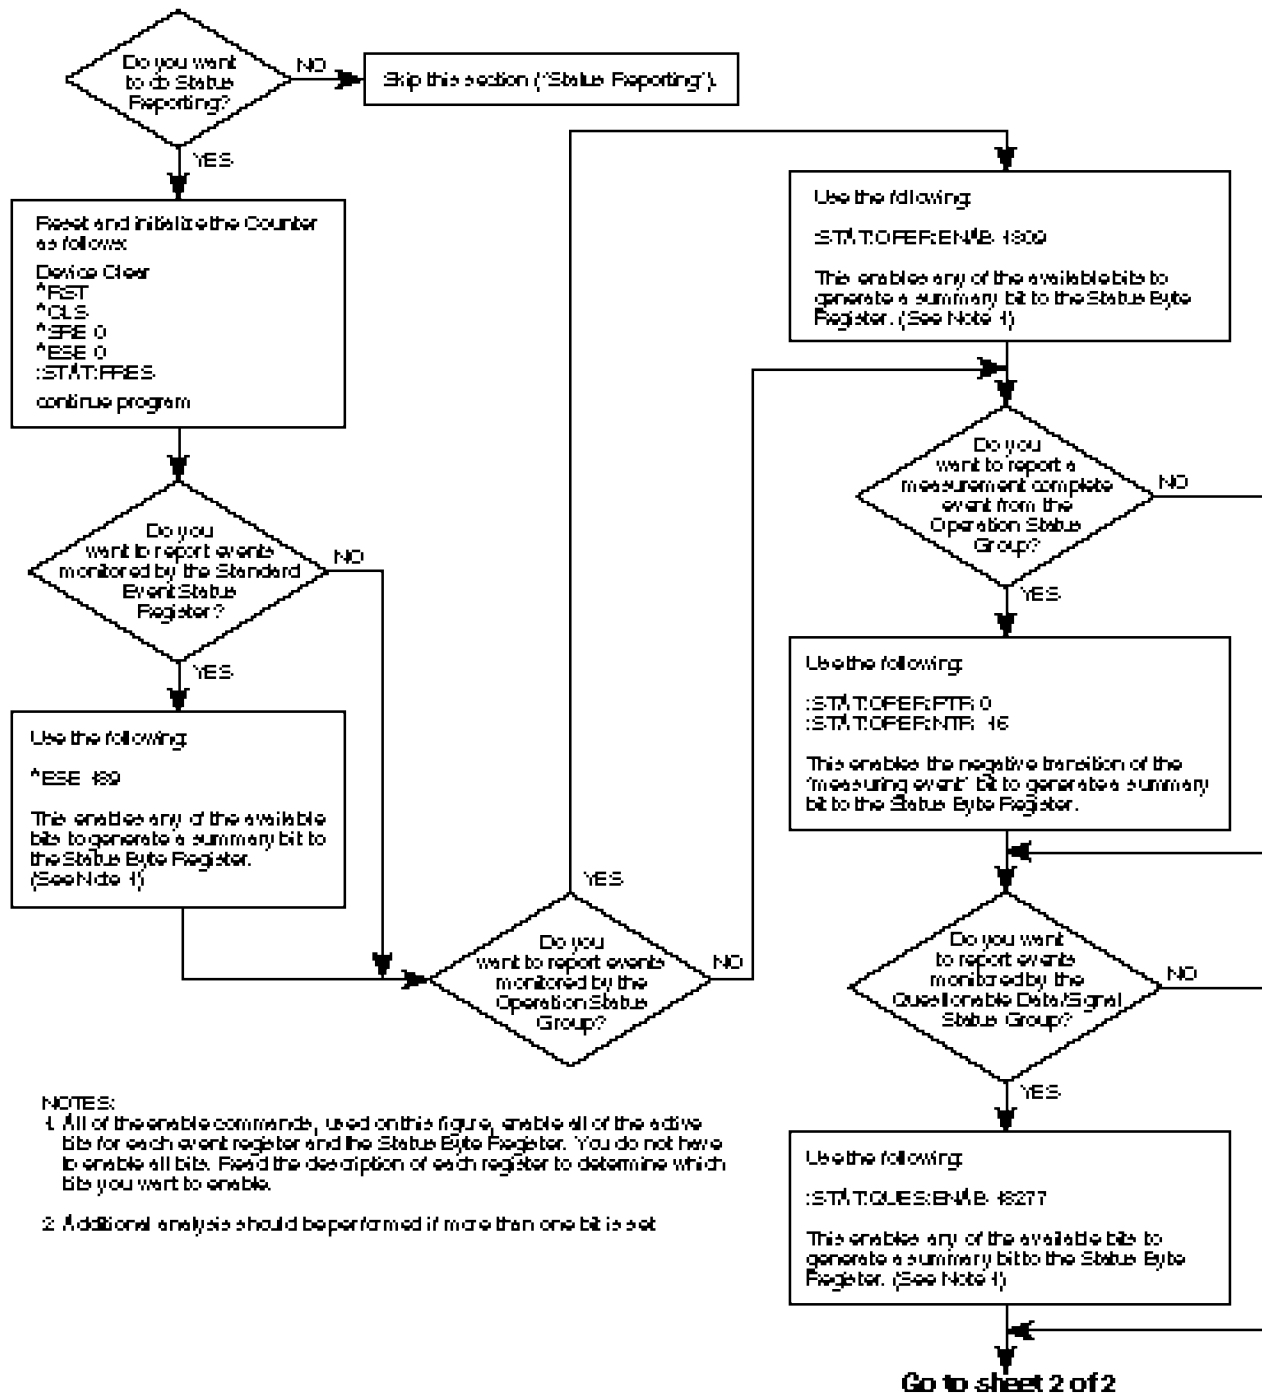 Do you want
to do Status
Reporting?
NO
Skip this section ("Status Reporting").
YES
Reset and initialize the Counter
as follows:
Device Clear
*RST
*CLS
*SRE 0
*ESE 0
:STAT:PRES
continue program
Do you
want to report events
monitored by the Standard
Event Status
Register?
NO
YES
Use the following:
*ESE
This enables any of the available
bits to generate a summary bit to
the Status Byte Register.
(See Note 1)
Do you
want to report events
monitored by the
Operation Status
Group?
YES
NO
Use the following:
:STAT:OPER:ENAB
This enables any of the available bits to
generate a summary bit to the Status Byte
Register. (See Note 1)
Do you
want to report a
measurement complete
event from the
Operation Status
Group?
NO
YES
Use the following:
:STAT:OPER:PTR 0
:STAT:OPER:NTR 16
This enables the negative transition of the
"measuring event" bit to generate a summary
bit to the Status Byte Register.
Do you want
to report events
monitored by the
Questionable Data/Signal
Status Group?
NO
YES
Use the following:
:STAT:QUES:ENAB
This enables any of the available bits to
generate a summary bit to the Status Byte
Register. (See Note 1)
Go to sheet 2 of 2
NOTES:
1. All of the enable commands, used on this figure, enable all of the active
bits for each event register and the Status Byte Register. You do not have
to enable all bits. Read the description of each register to determine which
bits you want to enable.
2. Additional analysis should be performed if more than one bit is set